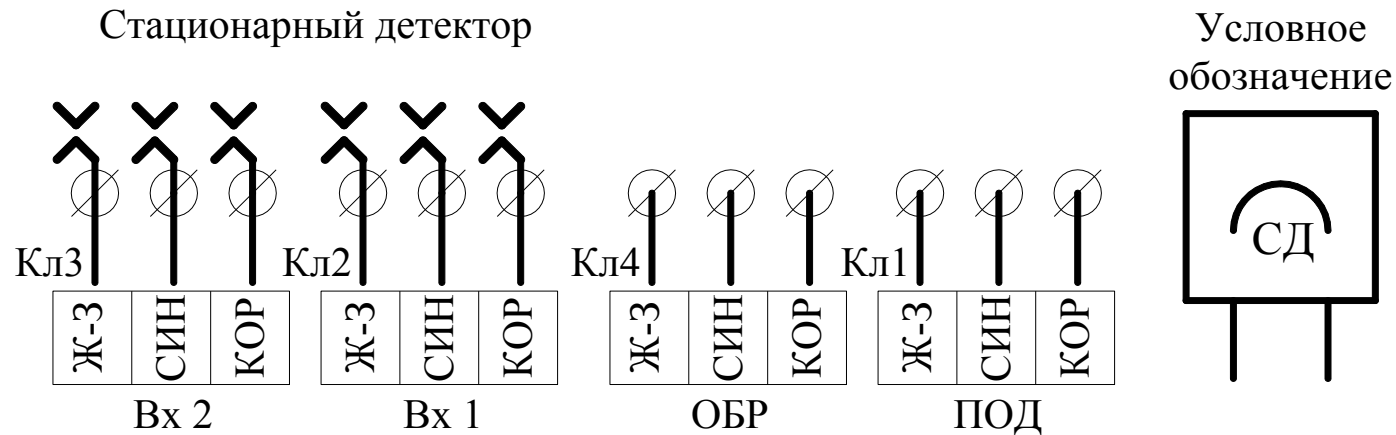 Стационарный детектор
Условное
обозначение
Кл3 Кл2 Кл4 Кл1
СД
Ж-З СИН КОР Ж-З СИН КОР Ж-З СИН КОР Ж-З СИН КОР
Вх 2 Вх 1 ОБР ПОД